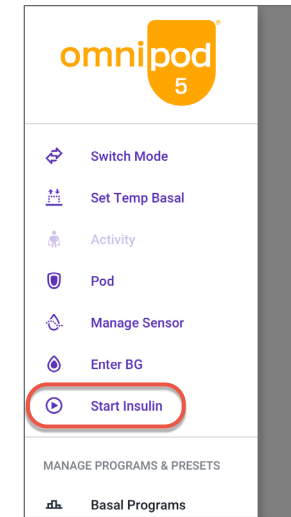 omnipod
5
Switch Mode
Set Temp Basal
Activity
Pod
Manage Sensor
Enter BG
Start Insulin
MANAGE PROGRAMS & PRESETS
Basal Programs